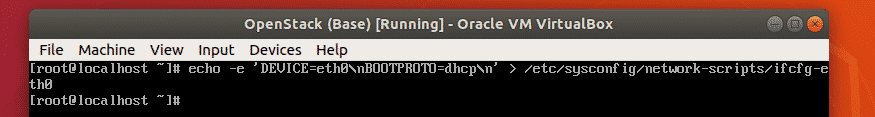 OpenStack (Base) [Running] - Oracle VM VirtualBox
File Machine View Input Devices Help
[root@localhost ~]# echo -e 'DEVICE=eth0\nBOOTPROTO=dhcp\n' > /etc/sysconfig/network-scripts/ifcfg-e
th0
[root@localhost ~]#